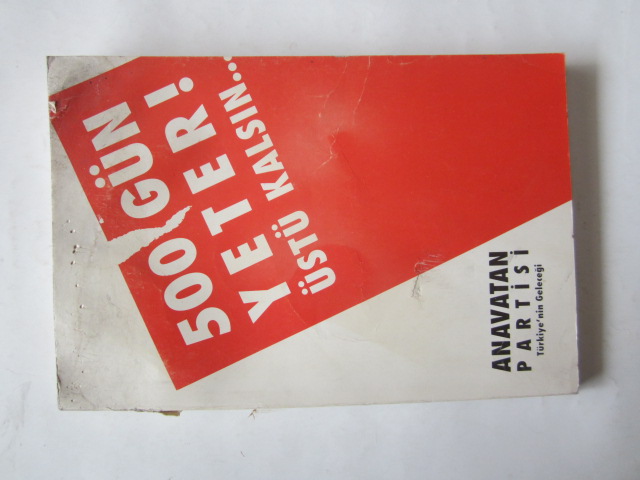 500 GÜN
YETER!
ÜSTÜ KALSIN...
ANAVATAN
PARTİSİ
Türkiye'nin Geleceği